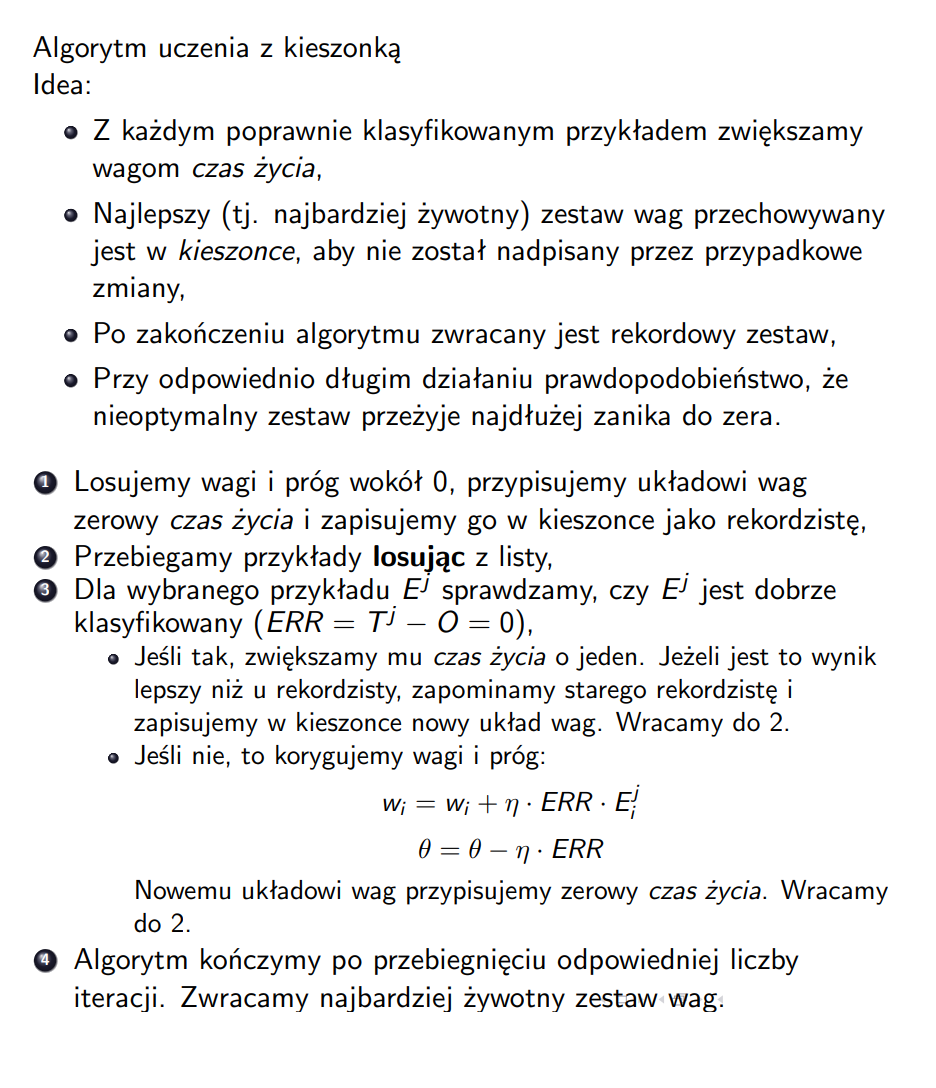 Algorytm uczenia z kieszonką
Idea:
Z każdym poprawnie klasyfikowanym przykładem zwiększamy
wagom czas życia,
Najlepszy (tj. najbardziej żywotny) zestaw wag przechowywany
jest w kieszonce, aby nie został nadpisany przez przypadkowe
zmiany,
Po zakończeniu algorytmu zwracany jest rekordowy zestaw,
Przy odpowiednio długim działaniu prawdopodobieństwo, że
nieoptymalny zestaw przeżyje najdłużej zanika do zera.
1 Losujemy wagi i próg wokół 0, przypisujemy układowi wag
zerowy czas życia i zapisujemy go w kieszonce jako rekordzistę,
2 Przebiegamy przykłady losując z listy,
3 Dla wybranego przykładu E^j sprawdzamy, czy E^j jest dobrze
klasyfikowany (ERR = T^j − O = 0),
Jeśli tak, zwiększamy mu czas życia o jeden. Jeżeli jest to wynik
lepszy niż u rekordzisty, zapominamy starego rekordzistę i
zapisujemy w kieszonce nowy układ wag. Wracamy do 2.
Jeśli nie, to korygujemy wagi i próg:
w_i = w_i + η · ERR · E_i^j
θ = θ − η · ERR
Nowemu układowi wag przypisujemy zerowy czas życia. Wracamy
do 2.
4 Algorytm kończymy po przebiegnięciu odpowiedniej liczby
iteracji. Zwracamy najbardziej żywotny zestaw wag.